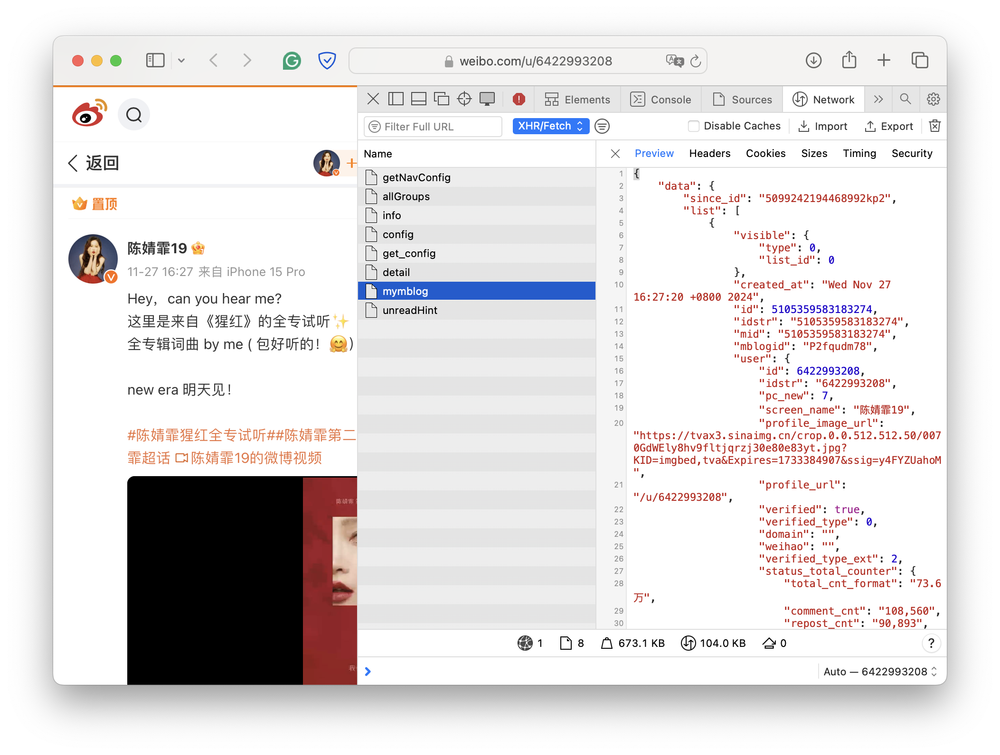 weibo.com/u/6422993208
返回
置顶
陈婧霏19
11-27 16:27 来自 iPhone 15 Pro
Hey，can you hear me?
这里是来自《猩红》的全专试听✨
全专辑词曲 by me ( 包好听的！🤗)
new era 明天见！
#陈婧霏猩红全专试听##陈婧霏第二
霏超话 陈婧霏19的微博视频
陈婧霏
Elements
Console
Sources
Network
Filter Full URL
XHR/Fetch
Disable Caches
Import
Export
Name
getNavConfig
allGroups
info
config
get_config
detail
mymblog
unreadHint
Preview Headers Cookies Sizes Timing Security
1 {
2 "data": {
3 "since_id": "5099242194468992kp2",
4 "list": [
5 {
6 "visible": {
7 "type": 0,
8 "list_id": 0
9 },
10 "created_at": "Wed Nov 27
16:27:20 +0800 2024",
11 "id": 5105359583183274,
12 "idstr": "5105359583183274",
13 "mid": "5105359583183274",
14 "mblogid": "P2fqudm78",
15 "user": {
16 "id": 6422993208,
17 "idstr": "6422993208",
18 "pc_new": 7,
19 "screen_name": "陈婧霏19",
20 "profile_image_url":
"https://tvax3.sinaimg.cn/crop.0.0.512.512.50/007
0GdWEly8hv9fltjqrzj30e80e83yt.jpg?
KID=imgbed,tva&Expires=1733384907&ssig=y4FYZUahoM
",
21 "profile_url":
"/u/6422993208",
22 "verified": true,
23 "verified_type": 0,
24 "domain": "",
25 "weihao": "",
26 "verified_type_ext": 2,
27 "status_total_counter": {
28 "total_cnt_format": "73.6
万",
29 "comment_cnt": "108,560",
30 "repost_cnt": "90,893",
1 8 673.1 KB 104.0 KB 0 ?
Auto — 6422993208